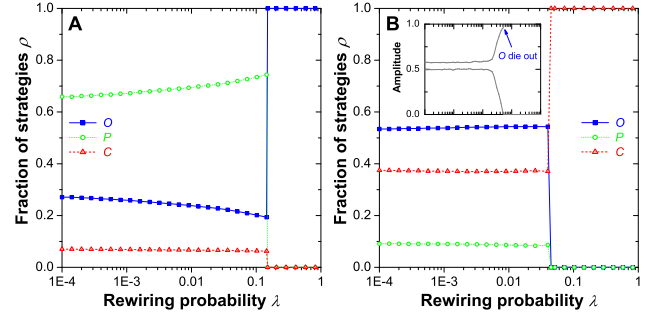 A
Fraction of strategies ρ
1.0
0.8
0.6
0.4
0.2
0.0
O
P
C
1E-4
1E-3
0.01
0.1
1
Rewiring probability λ
B
Fraction of strategies ρ
1.0
0.8
0.6
0.4
0.2
0.0
Amplitude
1.0
0.5
0.0
O die out
O
P
C
1E-4
1E-3
0.01
0.1
1
Rewiring probability λ